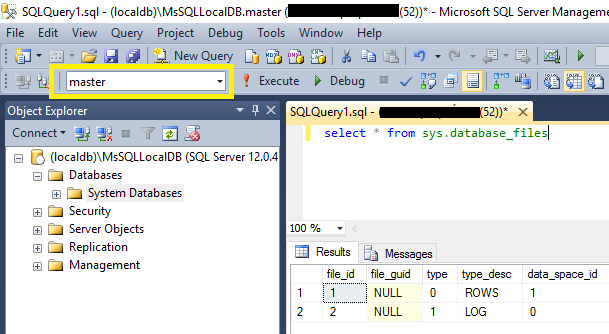 SQLQuery1.sql - (localdb)\MsSQLLocalDB.master ( (52))* - Microsoft SQL Server Manageme
File Edit View Query Project Debug Tools Window Help
New Query MDX DMX XMLA
master Execute Debug
Object Explorer
SQLQuery1.sql - ( (52))*
Connect
select * from sys.database_files
(localdb)\MsSQLLocalDB (SQL Server 12.0.4
Databases
System Databases
Security
Server Objects
Replication
Management
100 %
Results Messages
file_id file_guid type type_desc data_space_id
1 1 NULL 0 ROWS 1
2 2 NULL 1 LOG 0